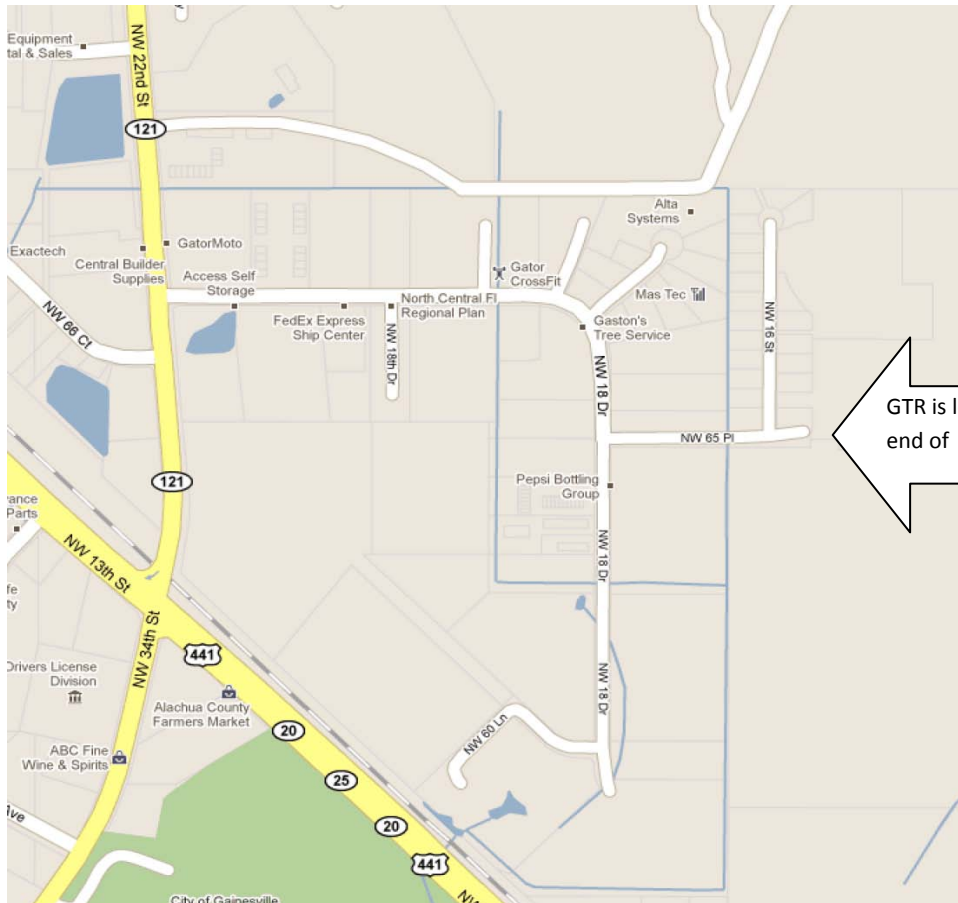 Equipment
tal & Sales
NW 22nd St
121
Alta
Systems
GatorMoto
Exactech
Central Builder
Supplies
Access Self
Storage
Gator
CrossFit
Mas Tec
NW 16 St
FedEx Express
Ship Center
North Central Fl
Regional Plan
Gaston's
Tree Service
NW 66 Ct
NW 18th Dr
NW 18 Dr
GTR is l
end of
NW 65 Pl
121
Pepsi Bottling
Group
vance
Parts
NW 13th St
NW 18 Dr
fe
ty
NW 34th St
441
Drivers License
Division
Alachua County
Farmers Market
NW 18 Dr
20
NW 60 Ln
ABC Fine
Wine & Spirits
25
Ave
20
441
City of Gainesville
NW